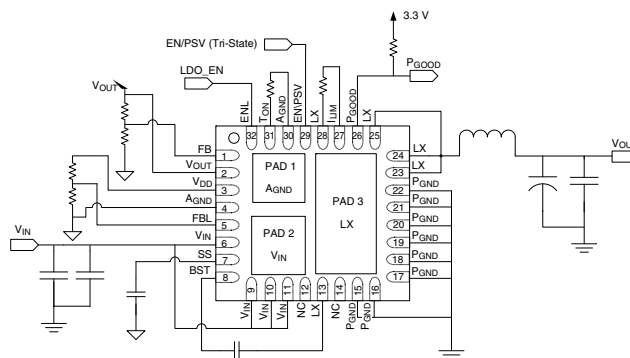 3.3 V
EN/PSV (Tri-State)
PGOOD
LDO_EN
VOUT
ENL
TON
AGND
EN\PSV
LX
ILIM
PGOOD
LX
32
31
30
29
28
27
26
25
FB
1
VOUT
2
VDD
3
AGND
4
FBL
5
VIN
6
SS
7
BST
8
VIN
PAD 1
AGND
PAD 2
VIN
PAD 3
LX
24
LX
23
LX
22
PGND
21
PGND
20
PGND
19
PGND
18
PGND
17
PGND
VOU
9
10
11
12
13
14
15
16
VIN
VIN
VIN
NC
LX
NC
PGND
PGND